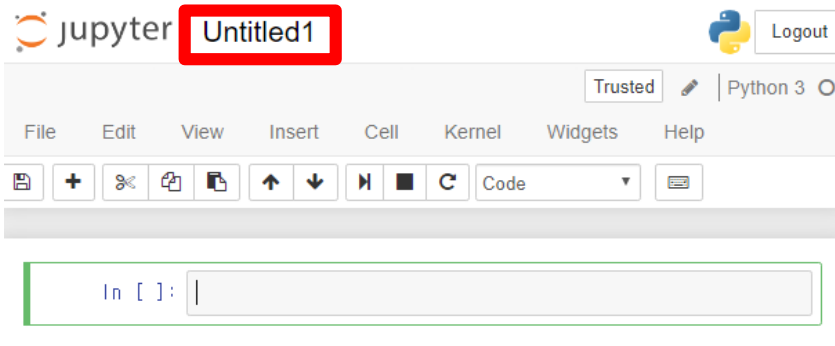 jupyter Untitled1 Logout
Trusted Python 3
File Edit View Insert Cell Kernel Widgets Help
Code
In [ ]: